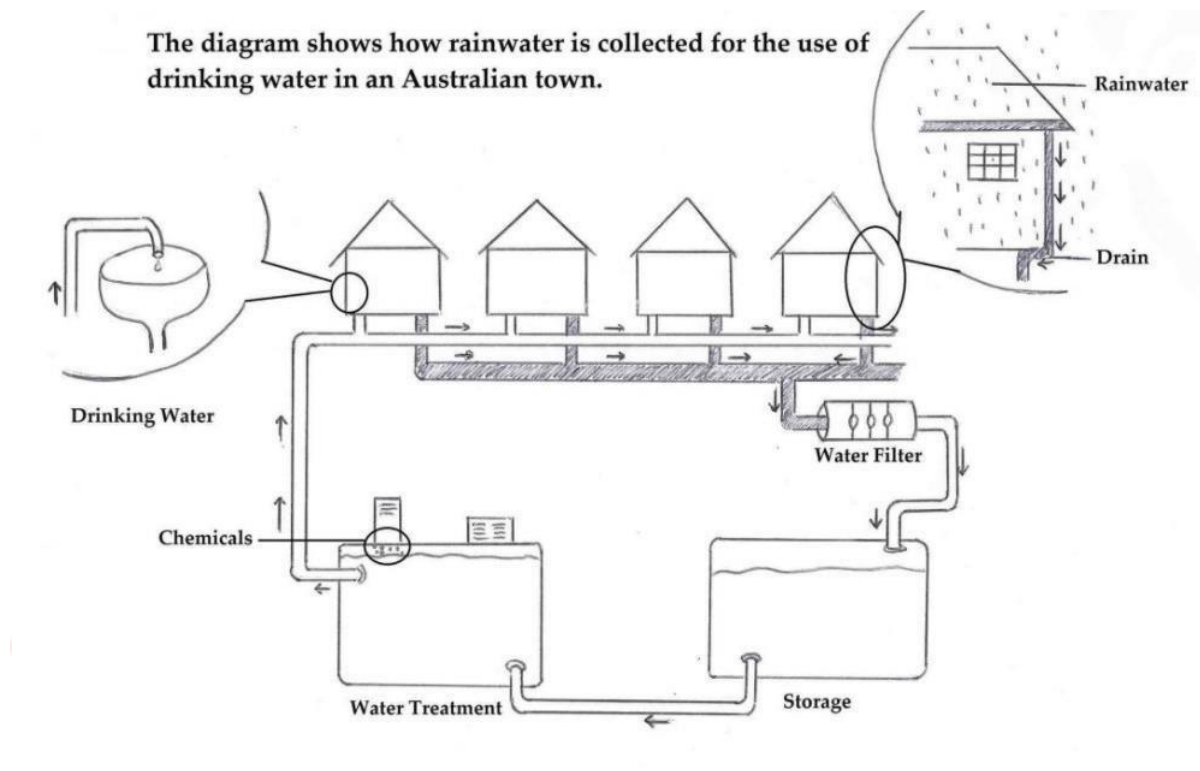 The diagram shows how rainwater is collected for the use of
drinking water in an Australian town.
Rainwater
Drain
Drinking Water
Water Filter
Chemicals
Water Treatment
Storage